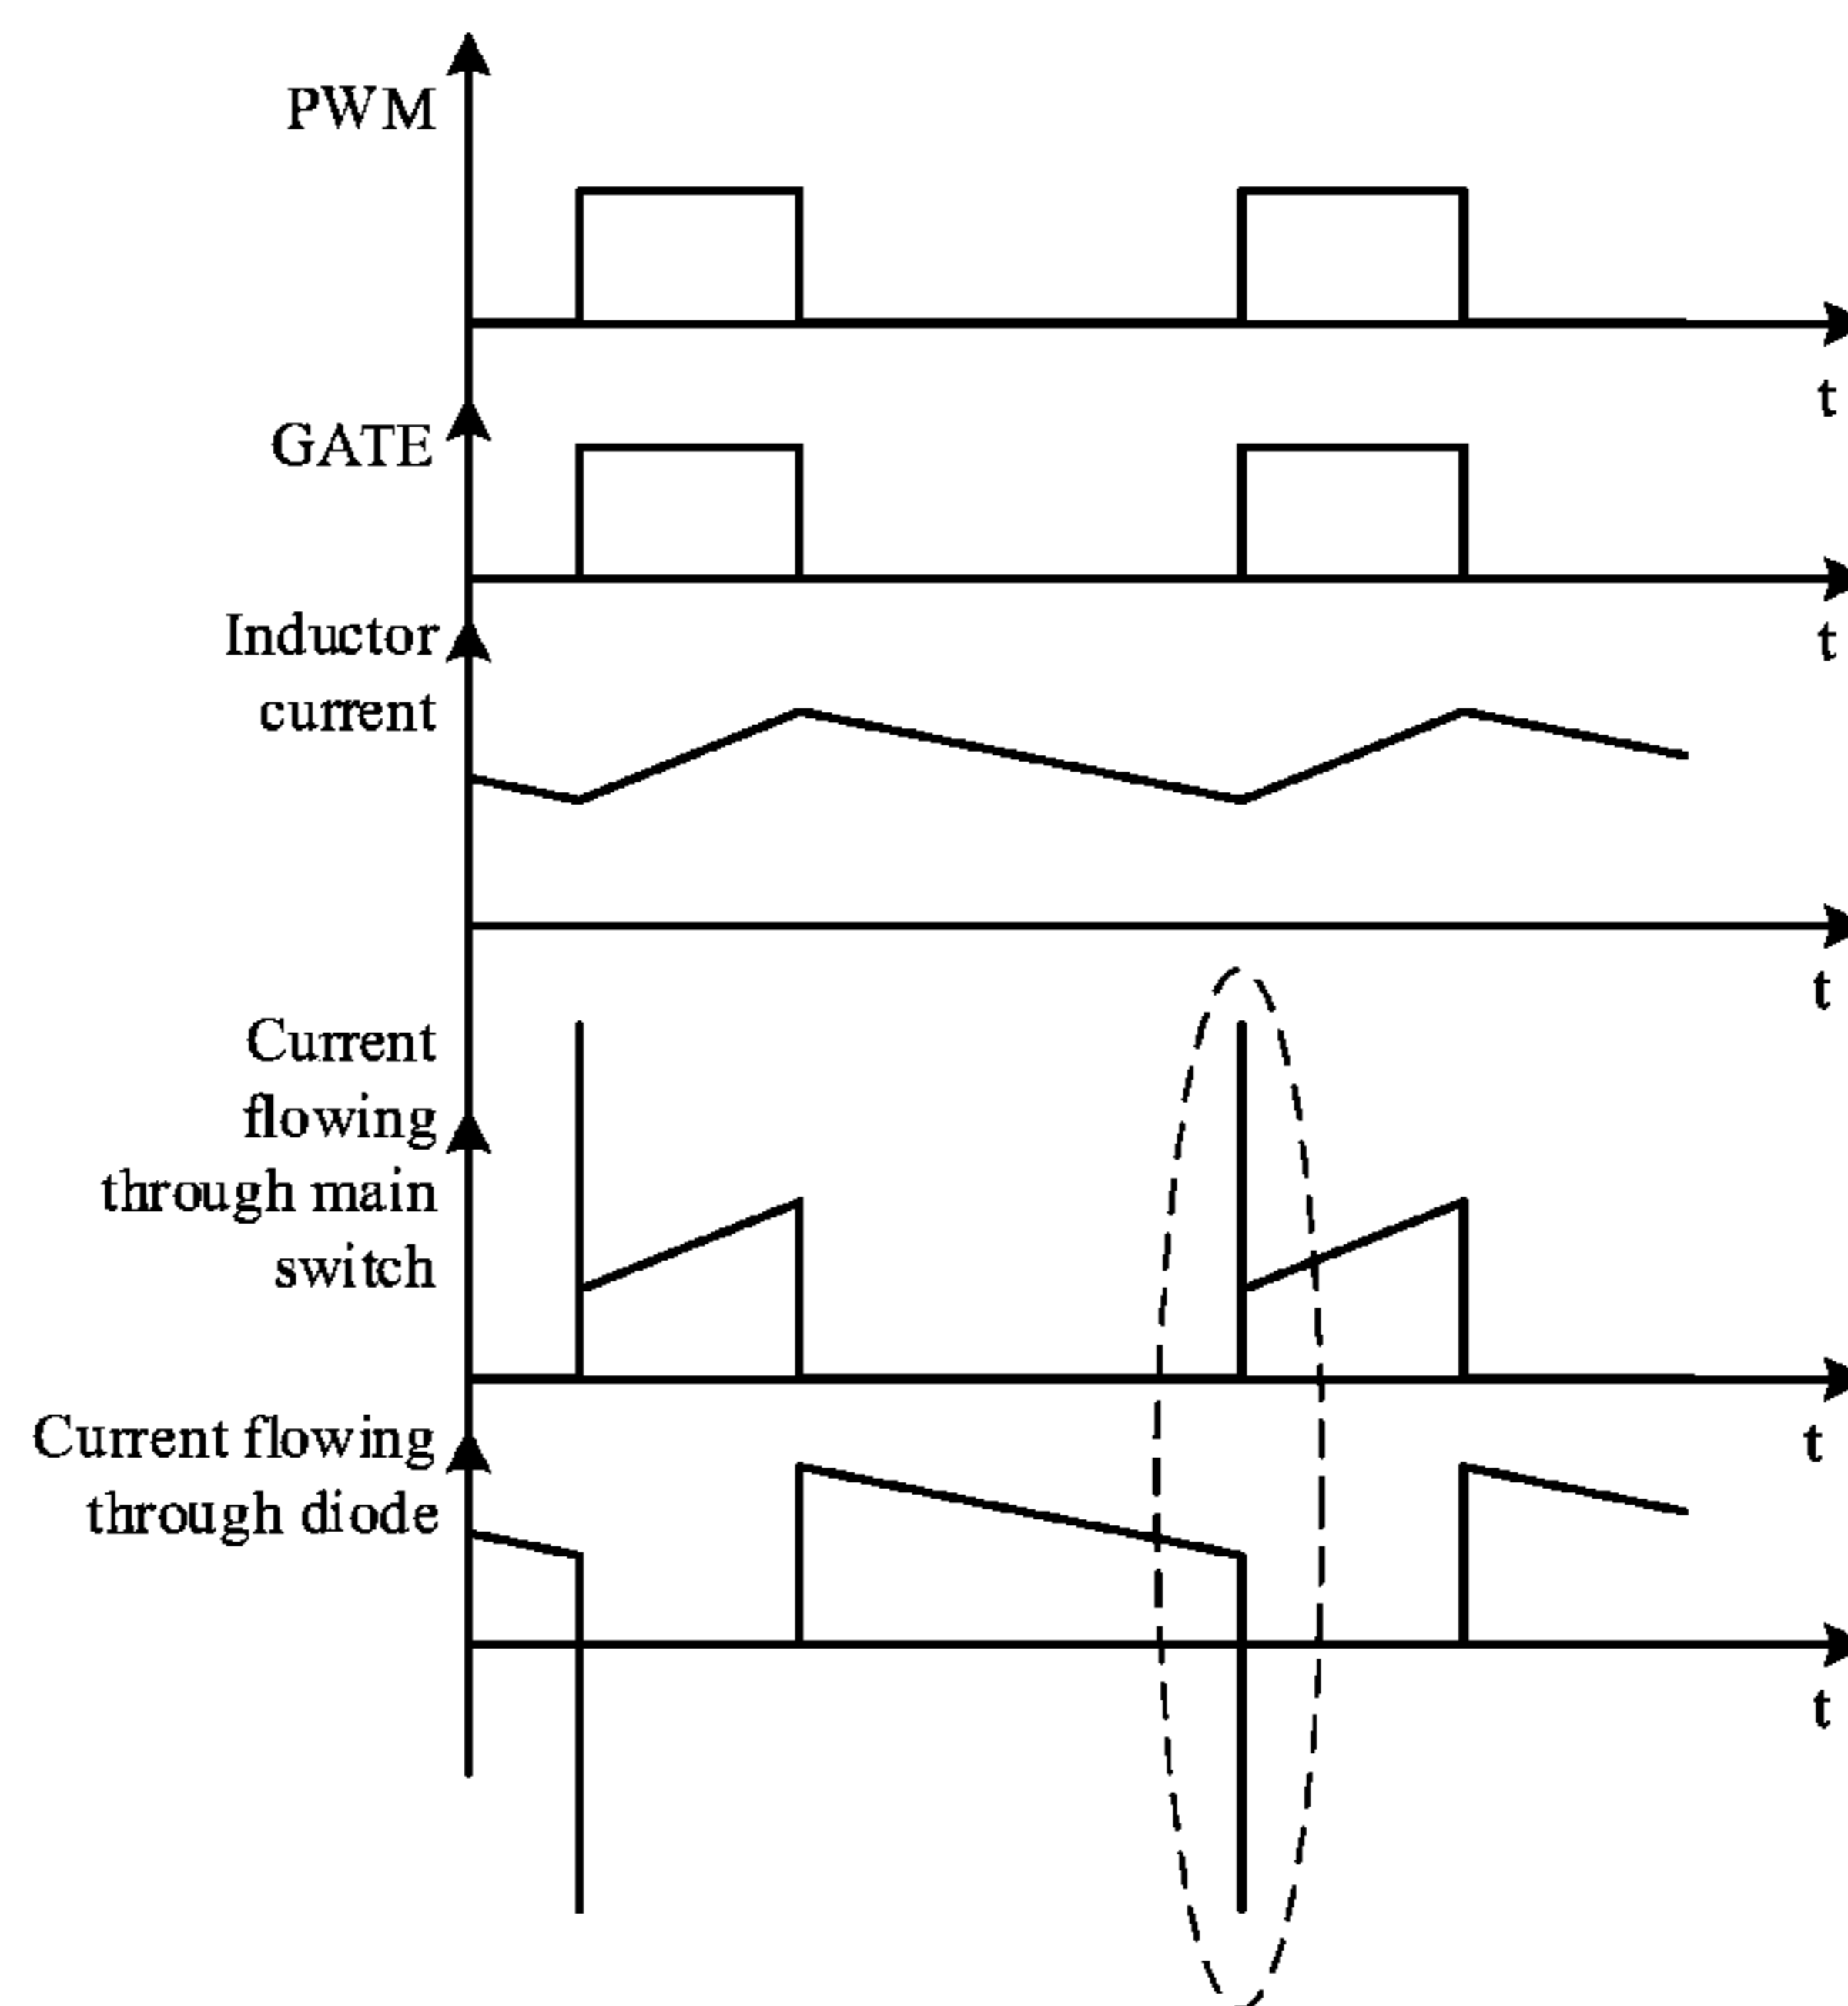 PWM
t
GATE
t
Inductor
current
t
Current
flowing
through main
switch
t
Current flowing
through diode
t